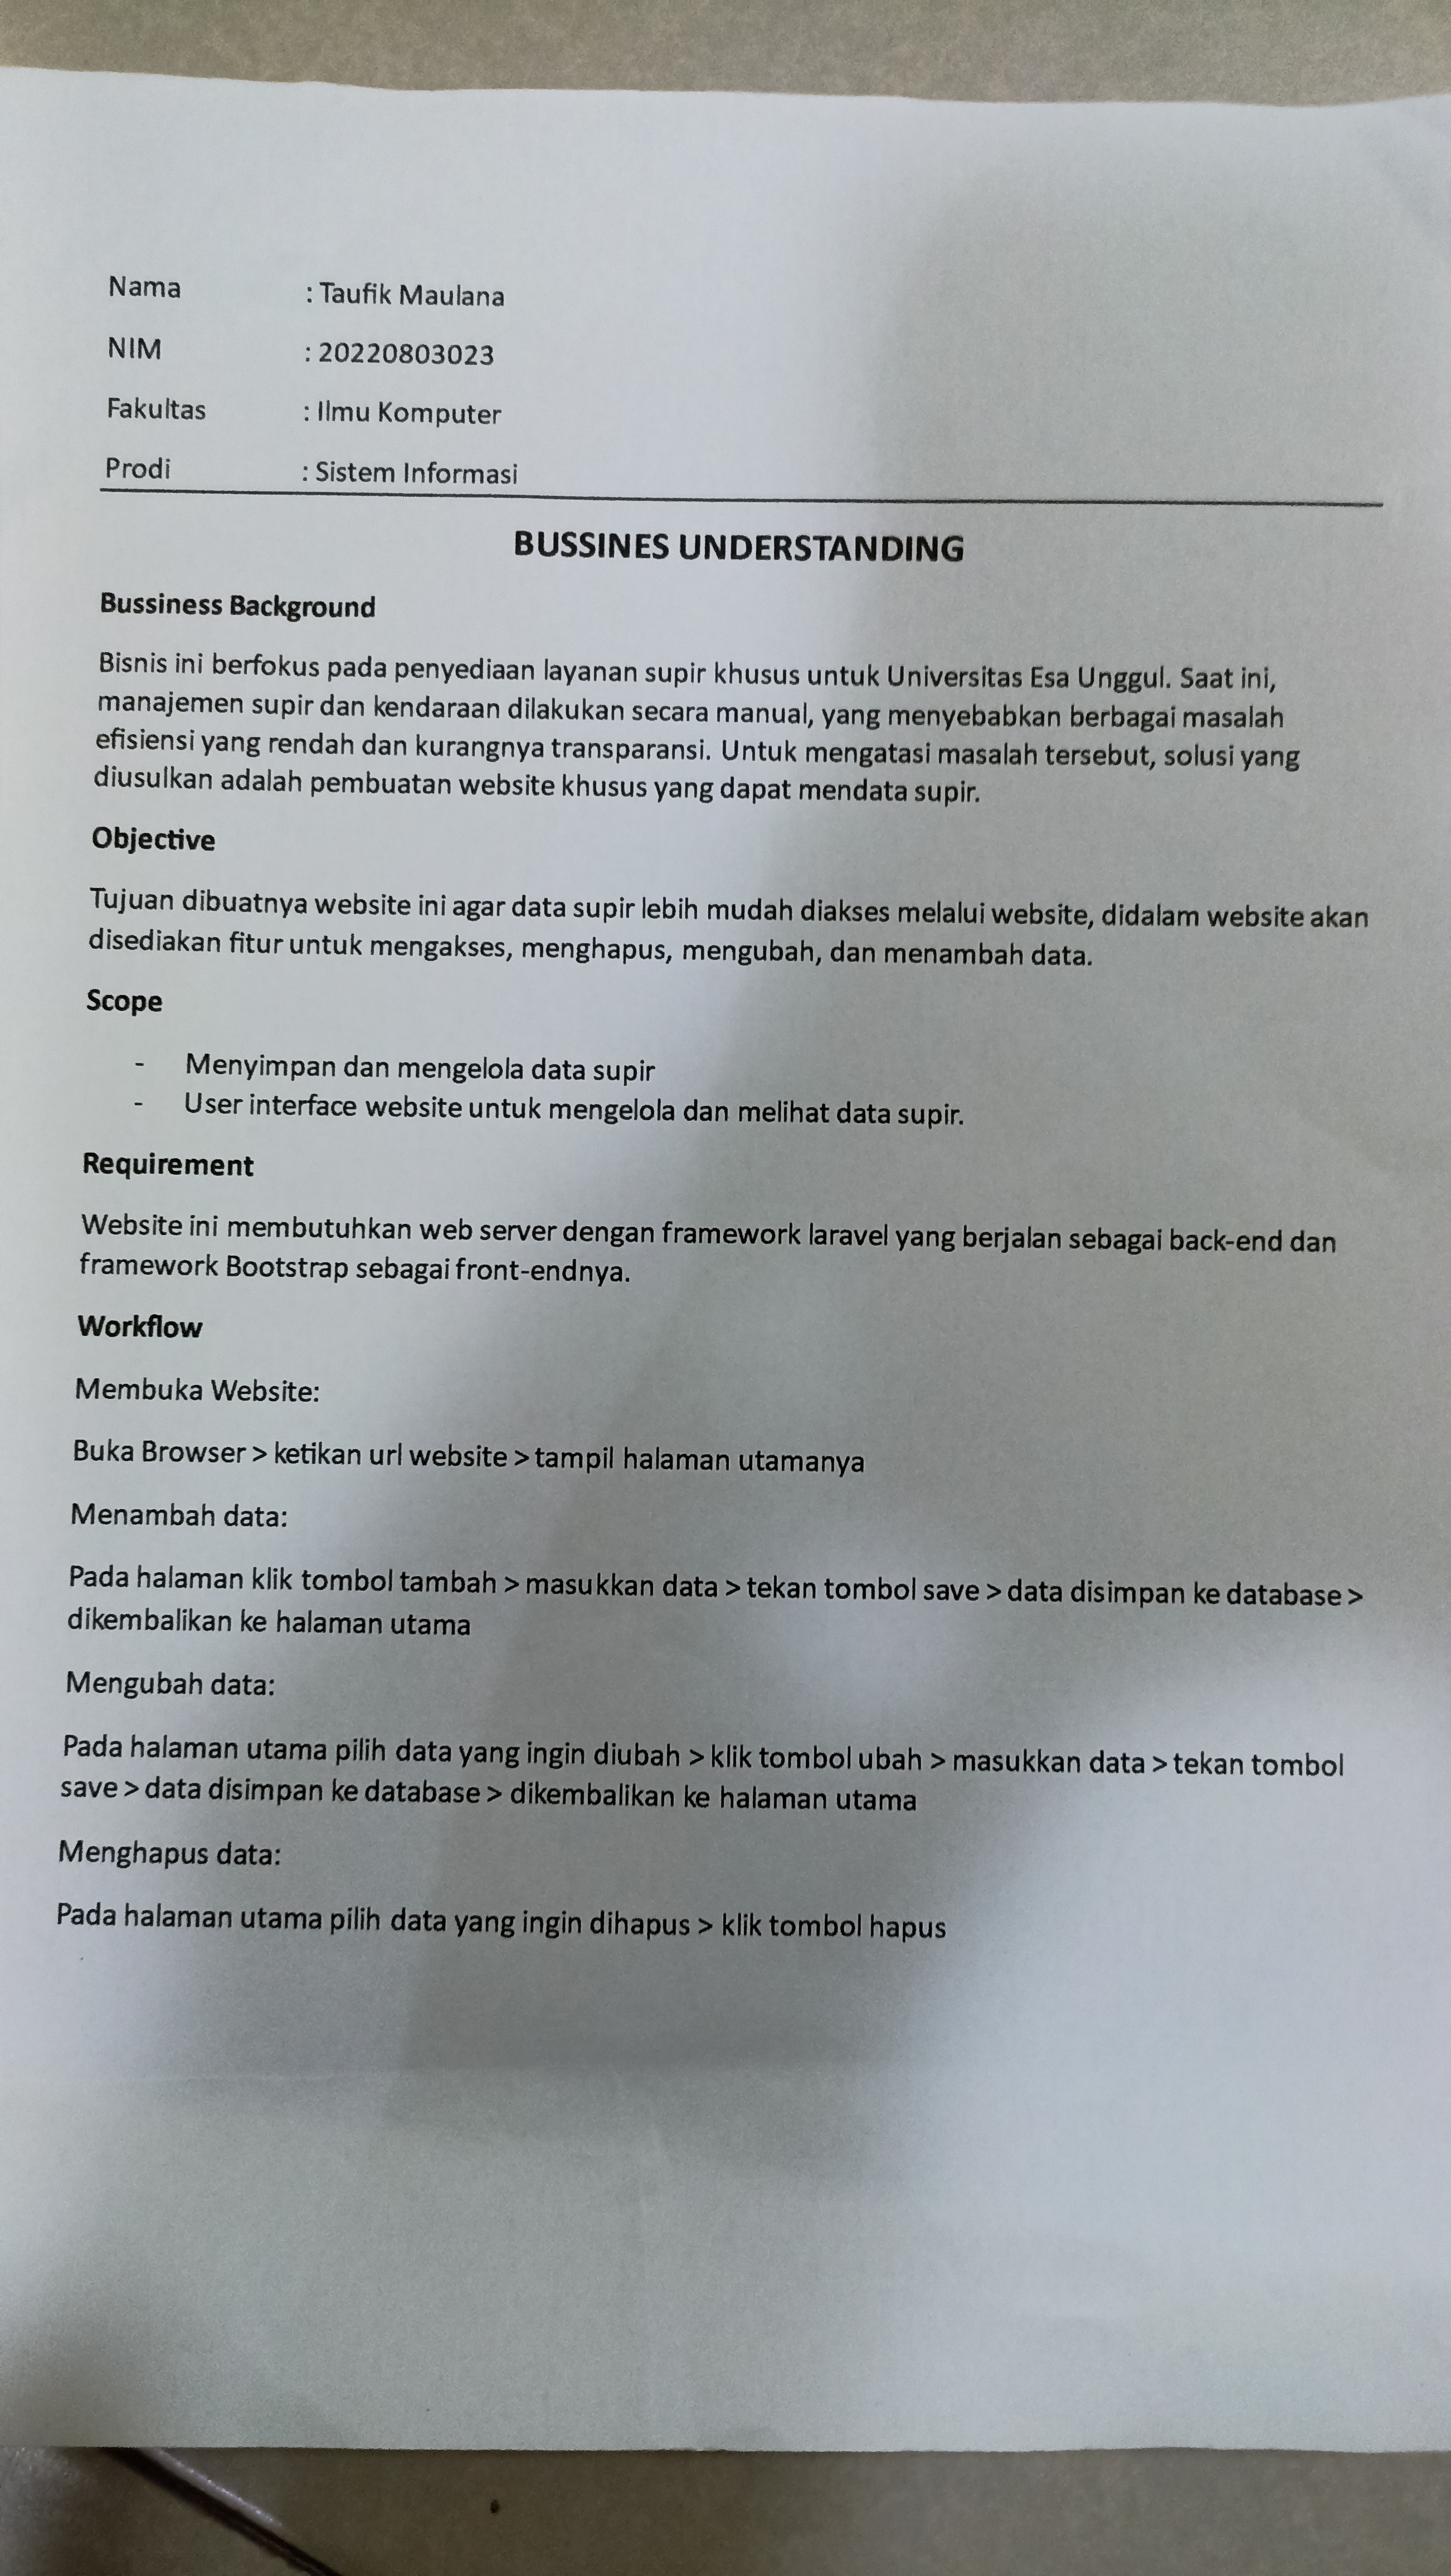 Nama : Taufik Maulana
NIM : 20220803023
Fakultas : Ilmu Komputer
Prodi : Sistem Informasi
BUSSINES UNDERSTANDING
Bussiness Background
Bisnis ini berfokus pada penyediaan layanan supir khusus untuk Universitas Esa Unggul. Saat ini,
manajemen supir dan kendaraan dilakukan secara manual, yang menyebabkan berbagai masalah
efisiensi yang rendah dan kurangnya transparansi. Untuk mengatasi masalah tersebut, solusi yang
diusulkan adalah pembuatan website khusus yang dapat mendata supir.
Objective
Tujuan dibuatnya website ini agar data supir lebih mudah diakses melalui website, didalam website akan
disediakan fitur untuk mengakses, menghapus, mengubah, dan menambah data.
Scope
- Menyimpan dan mengelola data supir
- User interface website untuk mengelola dan melihat data supir.
Requirement
Website ini membutuhkan web server dengan framework laravel yang berjalan sebagai back-end dan
framework Bootstrap sebagai front-endnya.
Workflow
Membuka Website:
Buka Browser > ketikan url website > tampil halaman utamanya
Menambah data:
Pada halaman klik tombol tambah > masukkan data > tekan tombol save > data disimpan ke database >
dikembalikan ke halaman utama
Mengubah data:
Pada halaman utama pilih data yang ingin diubah > klik tombol ubah > masukkan data > tekan tombol
save > data disimpan ke database > dikembalikan ke halaman utama
Menghapus data:
Pada halaman utama pilih data yang ingin dihapus > klik tombol hapus